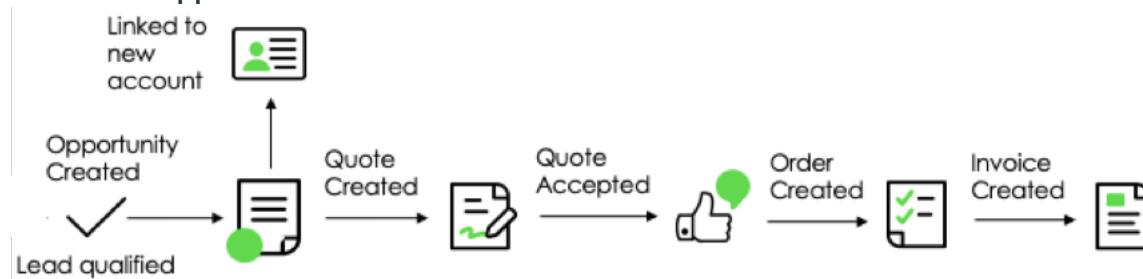 Linked to
new
account
Opportunity
Created
Quote
Created
Quote
Accepted
Order
Created
Invoice
Created
Lead qualified